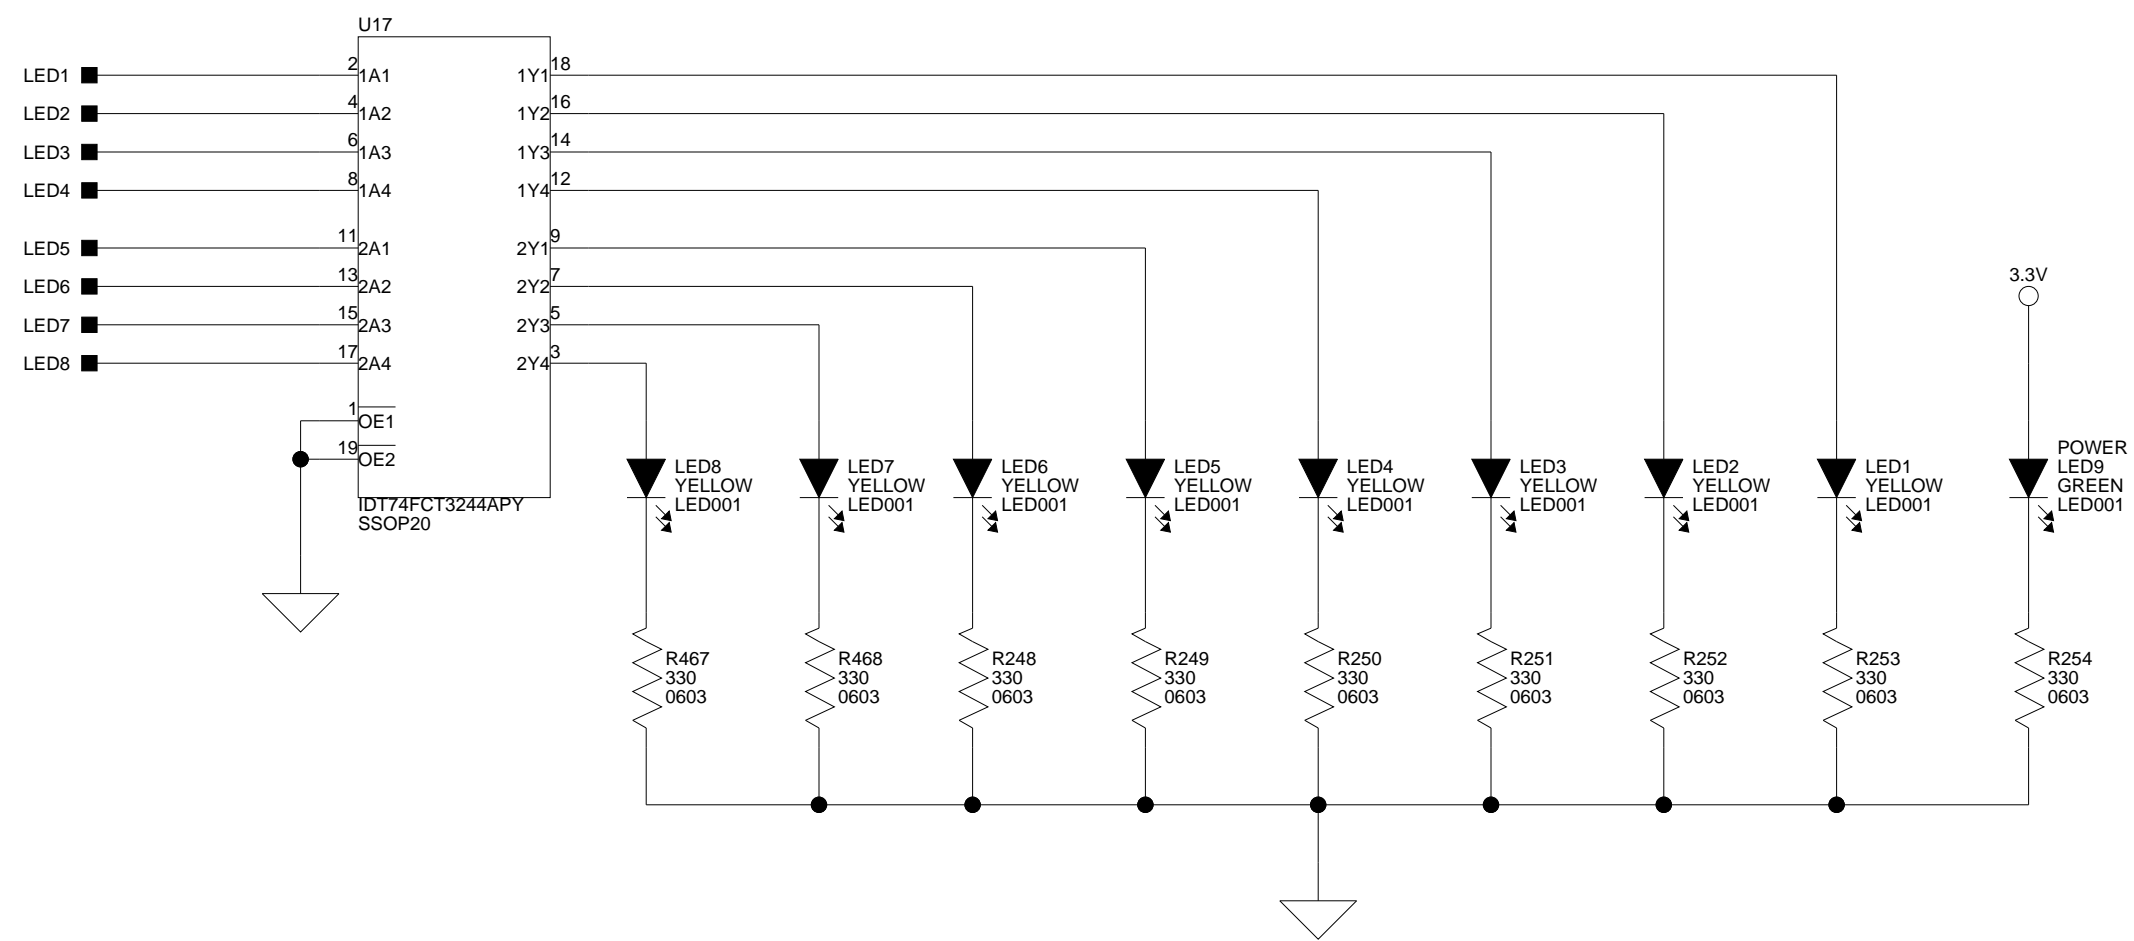 U17
LED1
2
1A1
1Y1
18
LED2
4
1A2
1Y2
16
LED3
6
1A3
1Y3
14
LED4
8
1A4
1Y4
12
LED5
11
2A1
2Y1
9
LED6
13
2A2
2Y2
7
LED7
15
2A3
2Y3
5
LED8
17
2A4
2Y4
3
1
OE1
19
OE2
IDT74FCT3244APY
SSOP20
3.3V
LED8
YELLOW
LED001
LED7
YELLOW
LED001
LED6
YELLOW
LED001
LED5
YELLOW
LED001
LED4
YELLOW
LED001
LED3
YELLOW
LED001
LED2
YELLOW
LED001
LED1
YELLOW
LED001
POWER
LED9
GREEN
LED001
R467
330
0603
R468
330
0603
R248
330
0603
R249
330
0603
R250
330
0603
R251
330
0603
R252
330
0603
R253
330
0603
R254
330
0603